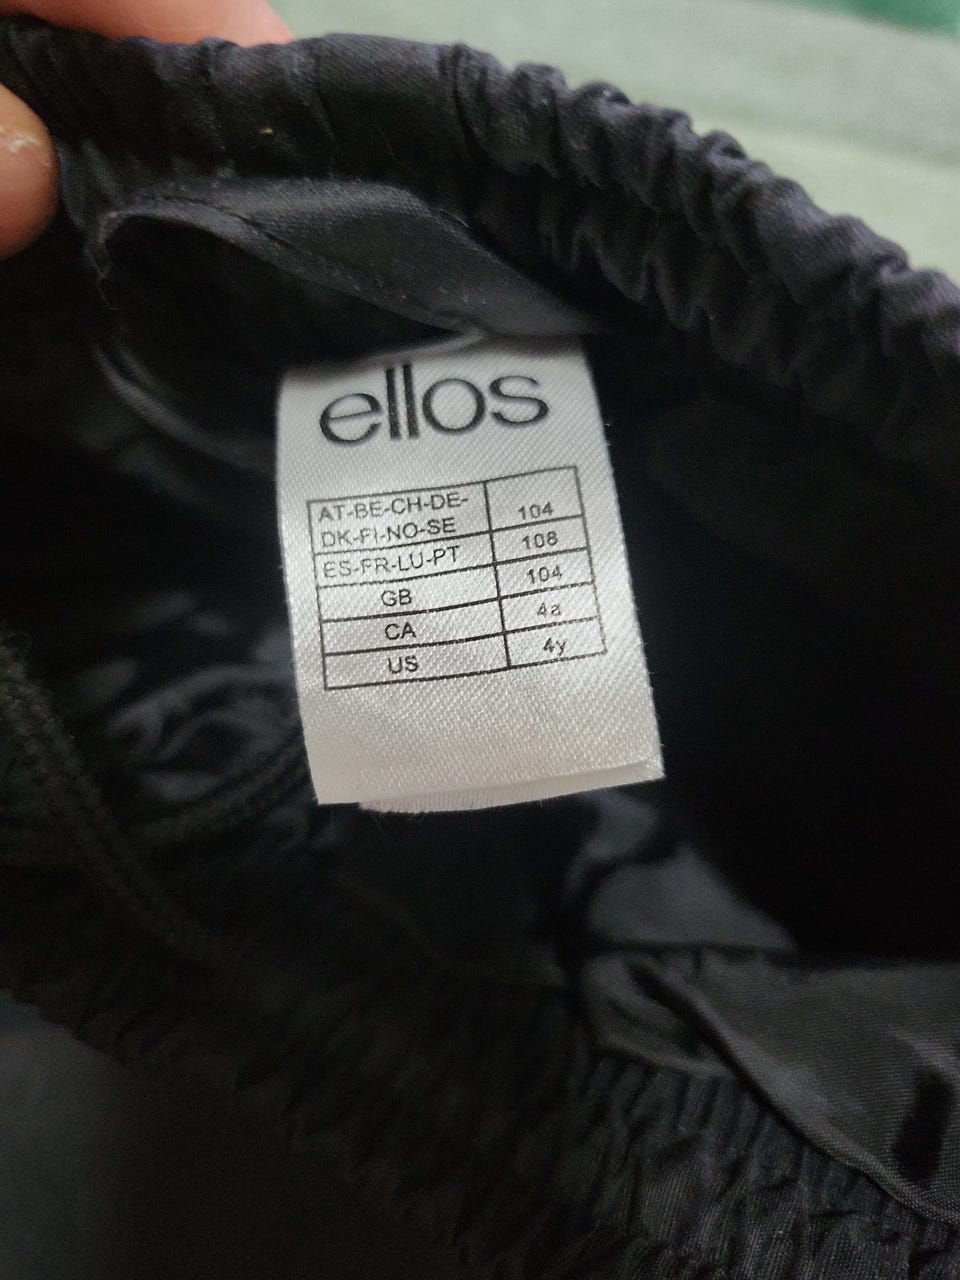 ellos
AT-BE-CH-DE-
DK-FI-NO-SE 104
ES-FR-LU-PT 108
GB 104
CA 4a
US 4y